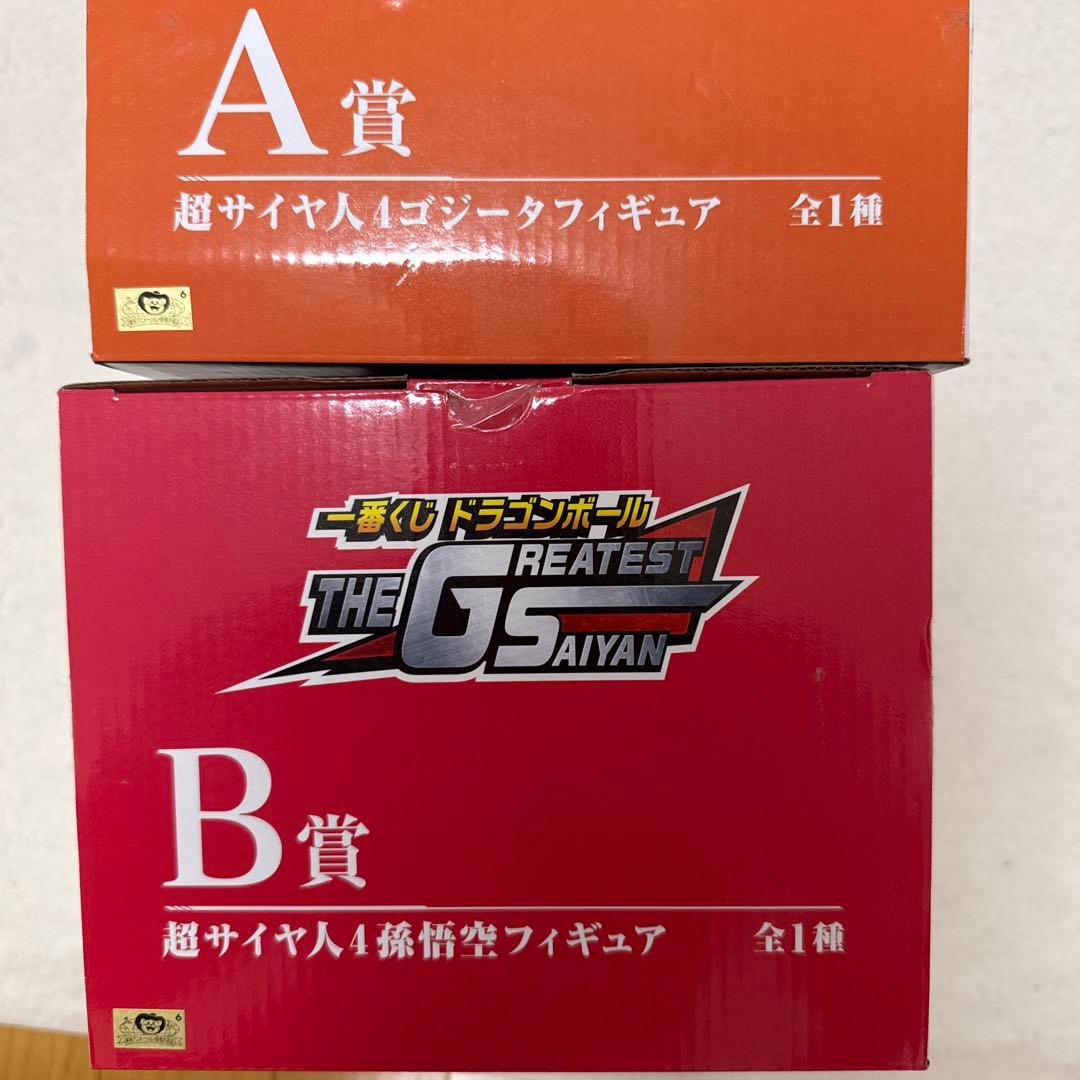 A賞
超サイヤ人4ゴジータフィギュア 全1種
6
一番くじ ドラゴンボール
THE GREATEST SAIYAN
B賞
超サイヤ人4孫悟空フィギュア 全1種
6